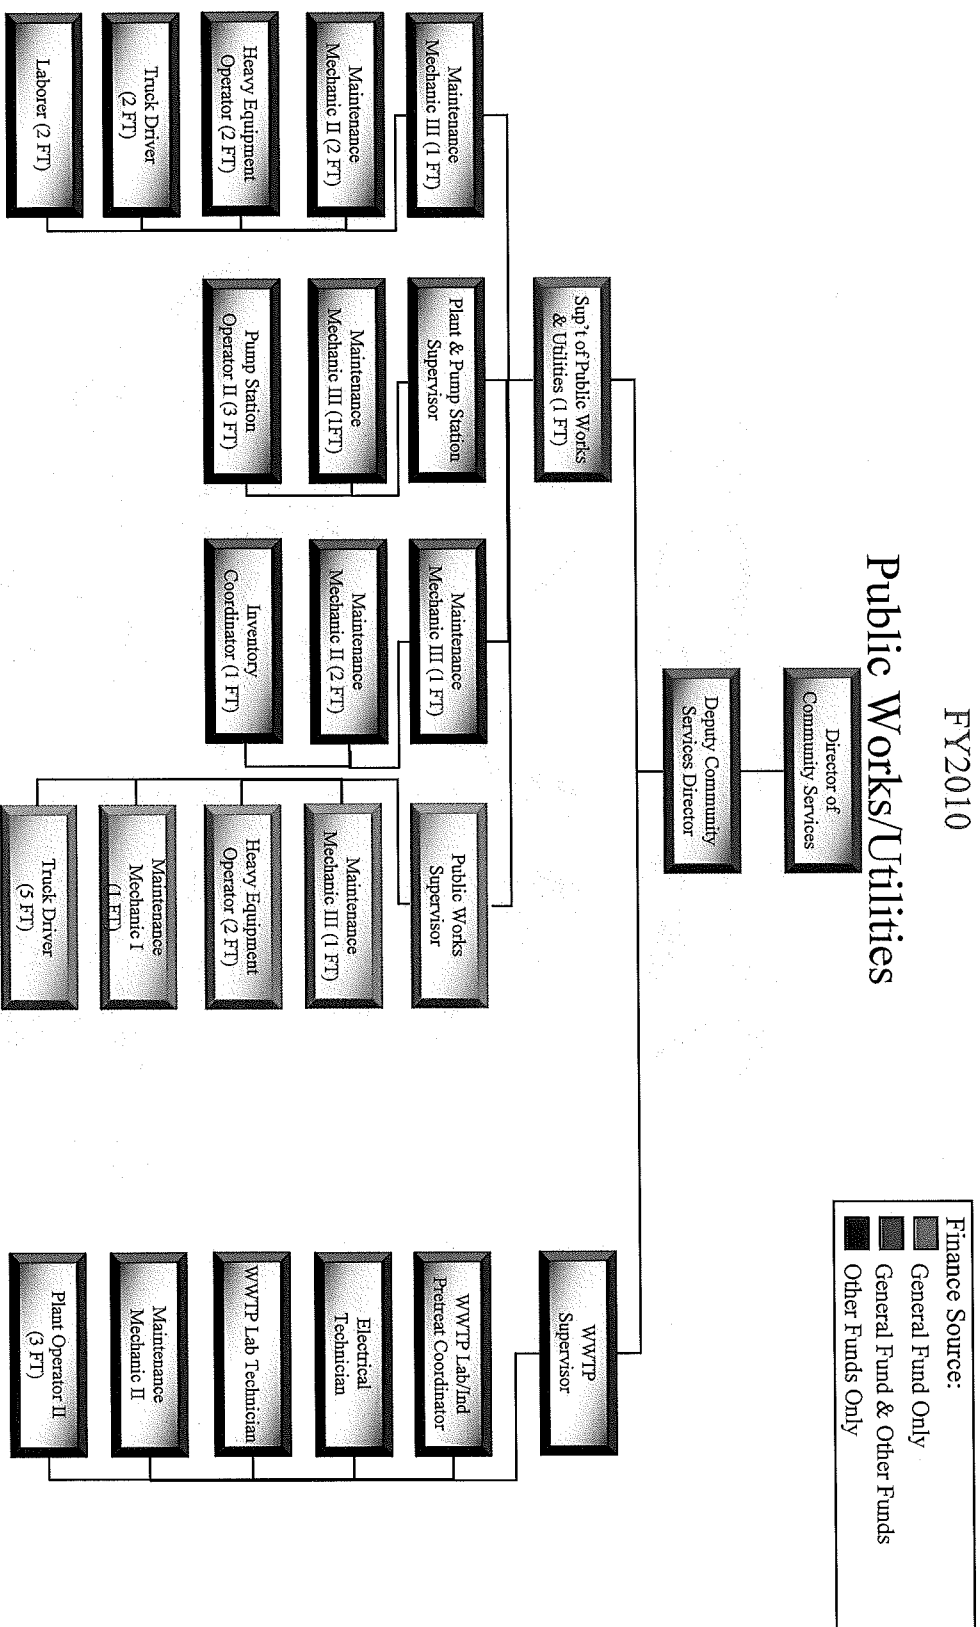 FY2010
Public Works/Utilities
Finance Source:
General Fund Only
General Fund & Other Funds
Other Funds Only
Director of
Community Services
Deputy Community
Services Director
Sup't of Public Works
& Utilities (1 FT)
WWTP
Supervisor
Maintenance
Mechanic III (1 FT)
Maintenance
Mechanic II (2 FT)
Heavy Equipment
Operator (2 FT)
Truck Driver
(2 FT)
Laborer (2 FT)
Plant & Pump Station
Supervisor
Maintenance
Mechanic III (1FT)
Pump Station
Operator II (3 FT)
Maintenance
Mechanic III (1 FT)
Maintenance
Mechanic II (2 FT)
Inventory
Coordinator (1 FT)
Public Works
Supervisor
Maintenance
Mechanic III (1 FT)
Heavy Equipment
Operator (2 FT)
Maintenance
Mechanic I
(1 FT)
Truck Driver
(5 FT)
WWTP Lab/Ind
Pretreat Coordinator
Electrical
Technician
WWTP Lab Technician
Maintenance
Mechanic II
Plant Operator II
(3 FT)